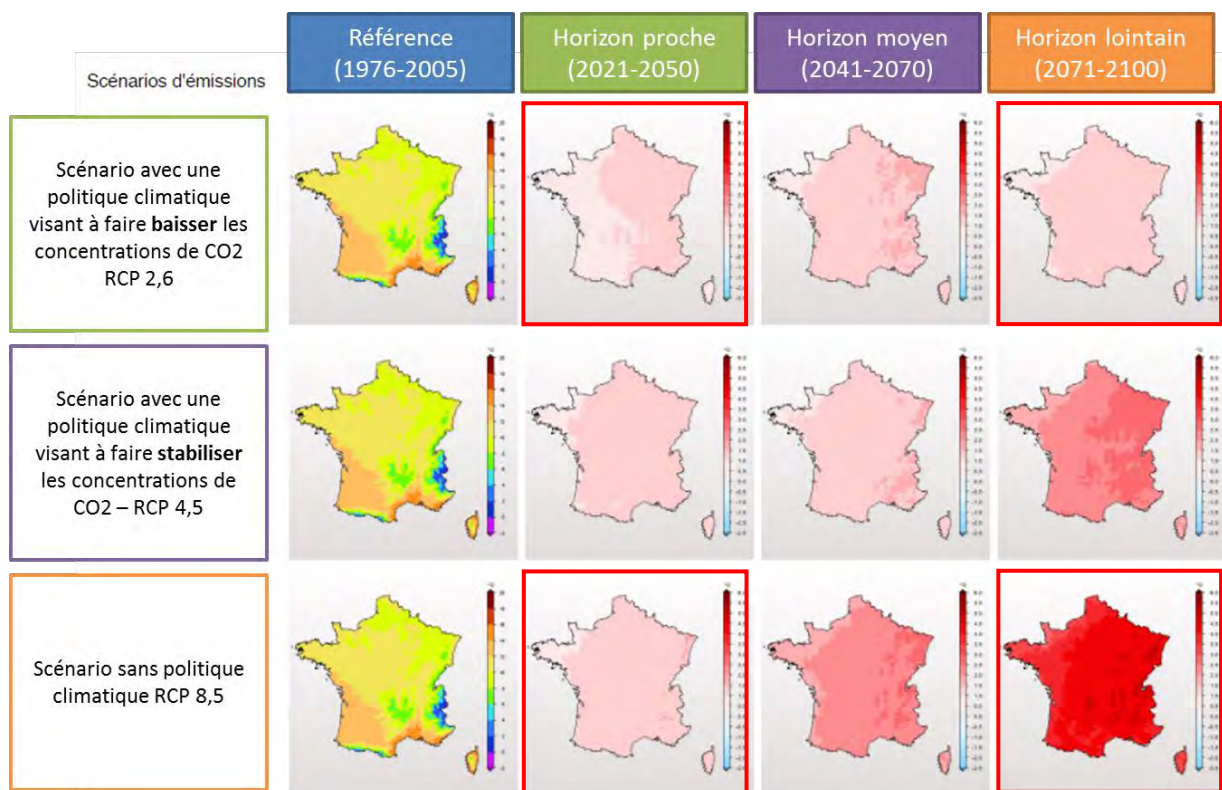 Référence
(1976-2005)
Horizon proche
(2021-2050)
Horizon moyen
(2041-2070)
Horizon lointain
(2071-2100)
Scénarios d'émissions
Scénario avec une
politique climatique
visant à faire baisser les
concentrations de CO2
RCP 2,6
Scénario avec une
politique climatique
visant à faire stabiliser
les concentrations de
CO2 – RCP 4,5
Scénario sans politique
climatique RCP 8,5